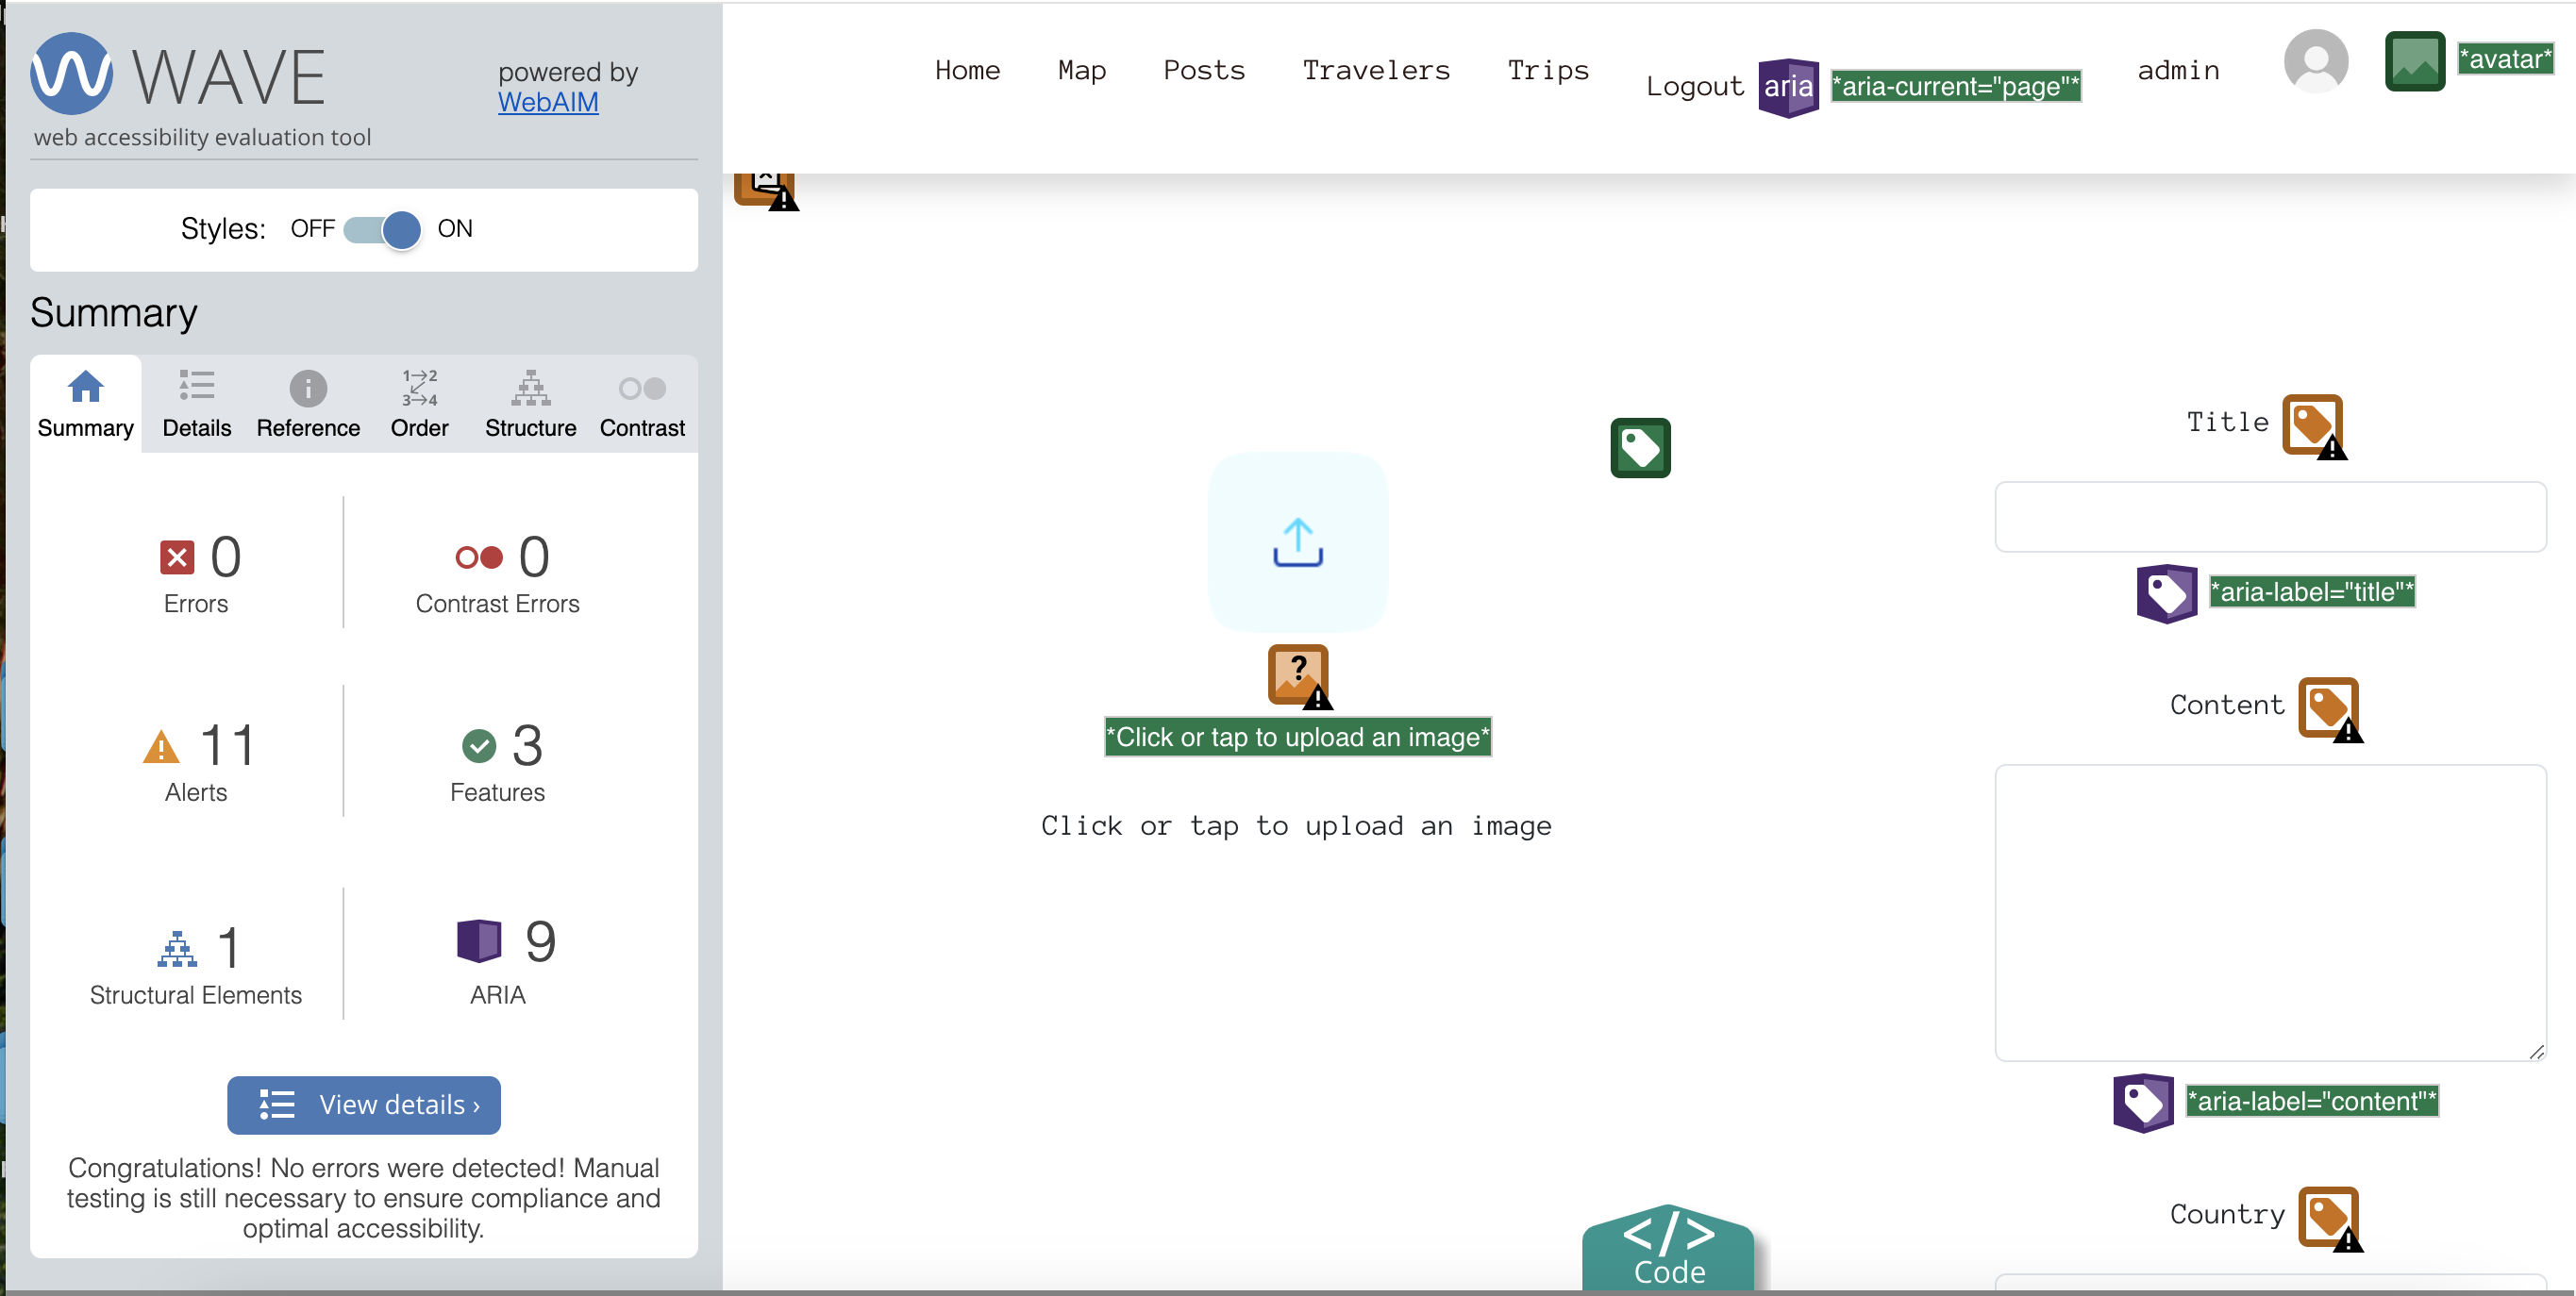 WAVE
powered by
WebAIM
web accessibility evaluation tool
Styles: OFF ON
Summary
Summary
Details
Reference
1→2
3→4
Order
Structure
Contrast
0
Errors
0
Contrast Errors
11
Alerts
3
Features
1
Structural Elements
9
ARIA
View details ›
Congratulations! No errors were detected! Manual
testing is still necessary to ensure compliance and
optimal accessibility.
Home
Map
Posts
Travelers
Trips
Logout
aria
*aria-current="page"*
admin
*avatar*
?
*Click or tap to upload an image*
Click or tap to upload an image
Title
*aria-label="title"*
Content
*aria-label="content"*
Country
</>
Code